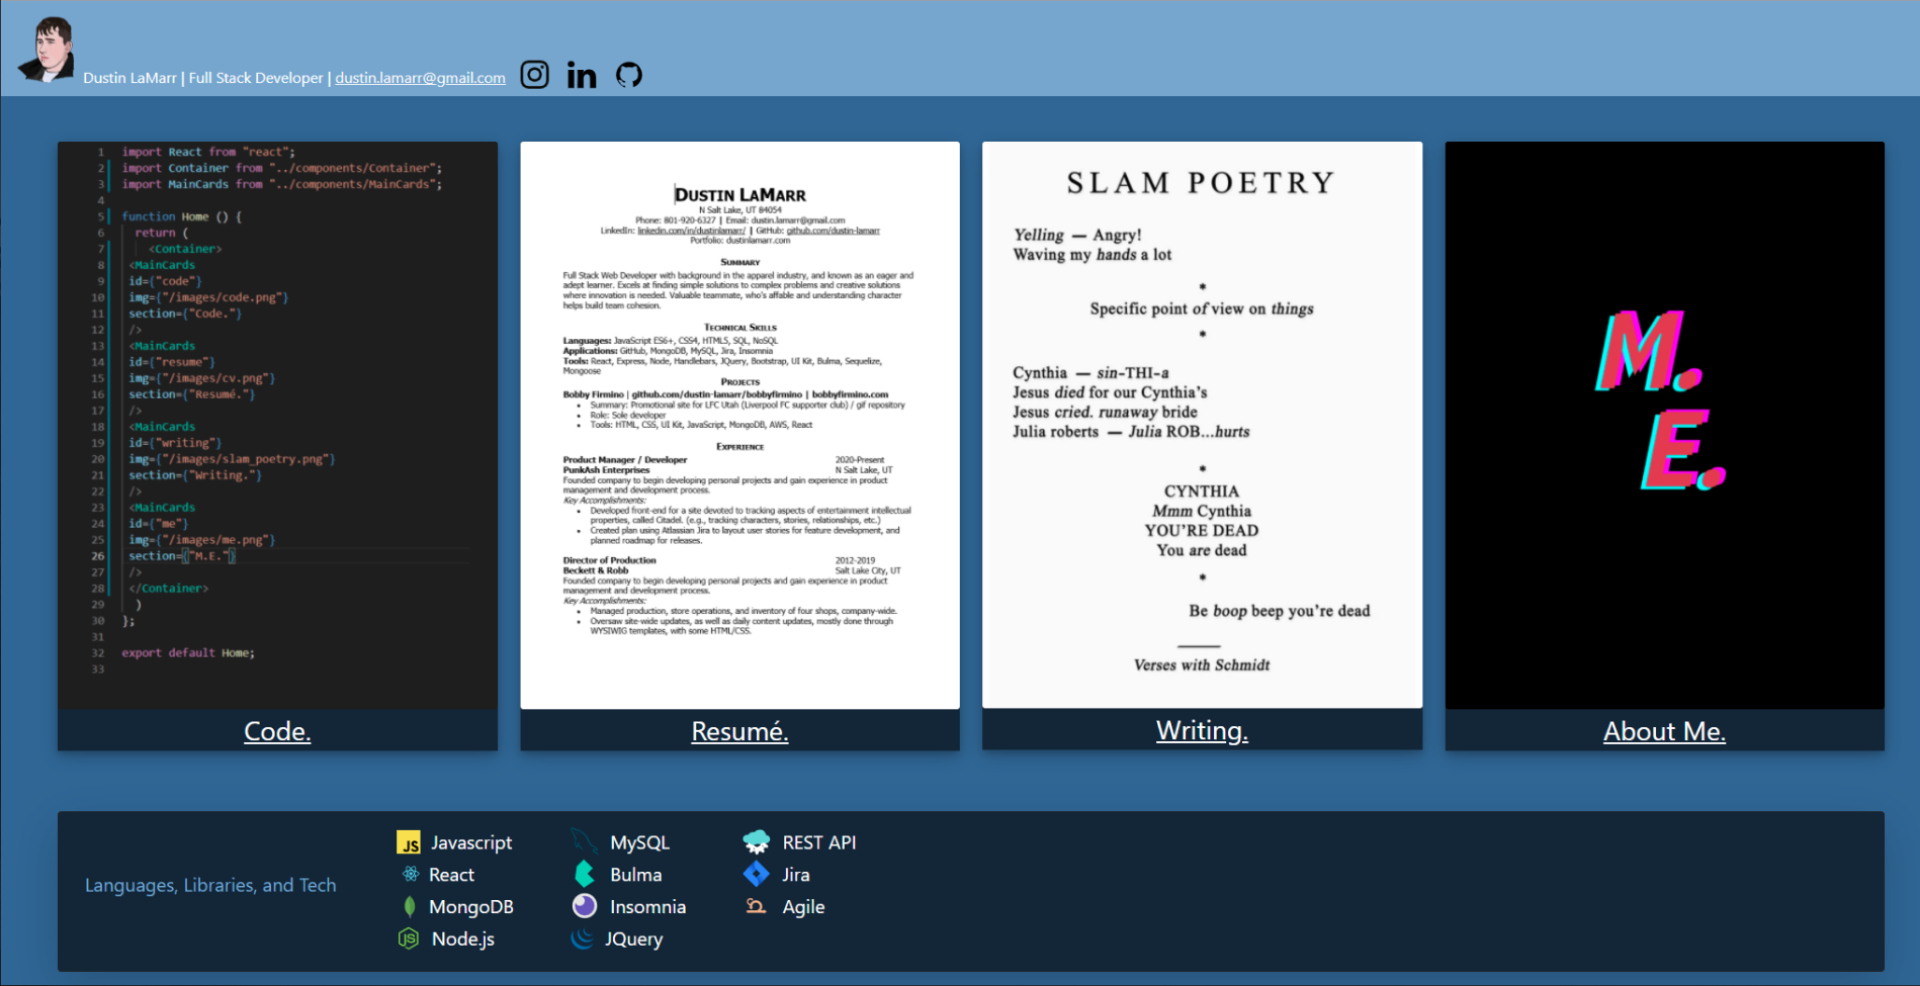 Dustin LaMarr | Full Stack Developer | dustin.lamarr@gmail.com
1 import React from "react";
2 import Container from "../components/Container";
3 import MainCards from "../components/MainCards";
4
5 function Home () {
6 return (
7 <Container>
8 <MainCards
9 id={"code"}
10 img={"/images/code.png"}
11 section={"Code."}
12 />
13 <MainCards
14 id={"resume"}
15 img={"/images/cv.png"}
16 section={"Resumé."}
17 />
18 <MainCards
19 id={"writing"}
20 img={"/images/slam_poetry.png"}
21 section={"Writing."}
22 />
23 <MainCards
24 id={"me"}
25 img={"/images/me.png"}
26 section={"M.E."}
27 />
28 </Container>
29 )
30 };
31
32 export default Home;
33
Code.
DUSTIN LAMARR
N Salt Lake, UT 84054
Phone: 801-920-6327 | Email: dustin.lamarr@gmail.com
LinkedIn: linkedin.com/in/dustinlamarr/ | GitHub: github.com/dustin-lamarr
Portfolio: dustinlamarr.com
SUMMARY
Full Stack Web Developer with background in the apparel industry, and known as an eager and
adept learner. Excels at finding simple solutions to complex problems and creative solutions
where innovation is needed. Valuable teammate, who's affable and understanding character
helps build team cohesion.
TECHNICAL SKILLS
Languages: JavaScript ES6+, CSS4, HTML5, SQL, NoSQL
Applications: GitHub, MongoDB, MySQL, Jira, Insomnia
Tools: React, Express, Node, Handlebars, JQuery, Bootstrap, UI Kit, Bulma, Sequelize,
Mongoose
PROJECTS
Bobby Firmino | github.com/dustin-lamarr/bobbyfirmino | bobbyfirmino.com
• Summary: Promotional site for LFC Utah (Liverpool FC supporter club) / gif repository
• Role: Sole developer
• Tools: HTML, CSS, UI Kit, JavaScript, MongoDB, AWS, React
EXPERIENCE
Product Manager / Developer 2020-Present
PunkAsh Enterprises N Salt Lake, UT
Founded company to begin developing personal projects and gain experience in product
management and development process.
Key Accomplishments:
• Developed front-end for a site devoted to tracking aspects of entertainment intellectual
properties, called Citadel. (e.g., tracking characters, stories, relationships, etc.)
• Created plan using Atlassian Jira to layout user stories for feature development, and
planned roadmap for releases.
Director of Production 2012-2019
Beckett & Robb Salt Lake City, UT
Founded company to begin developing personal projects and gain experience in product
management and development process.
Key Accomplishments:
• Managed production, store operations, and inventory of four shops, company-wide.
• Oversaw site-wide updates, as well as daily content updates, mostly done through
WYSIWIG templates, with some HTML/CSS.
Resumé.
SLAM POETRY
Yelling — Angry!
Waving my hands a lot
*
Specific point of view on things
*
Cynthia — sin-THI-a
Jesus died for our Cynthia's
Jesus cried. runaway bride
Julia roberts — Julia ROB...hurts
*
CYNTHIA
Mmm Cynthia
YOU'RE DEAD
You are dead
*
Be boop beep you're dead
Verses with Schmidt
Writing.
M.
E.
About Me.
Languages, Libraries, and Tech
JS Javascript
React
MongoDB
JS Node.js
MySQL
Bulma
Insomnia
JQuery
REST API
Jira
Agile